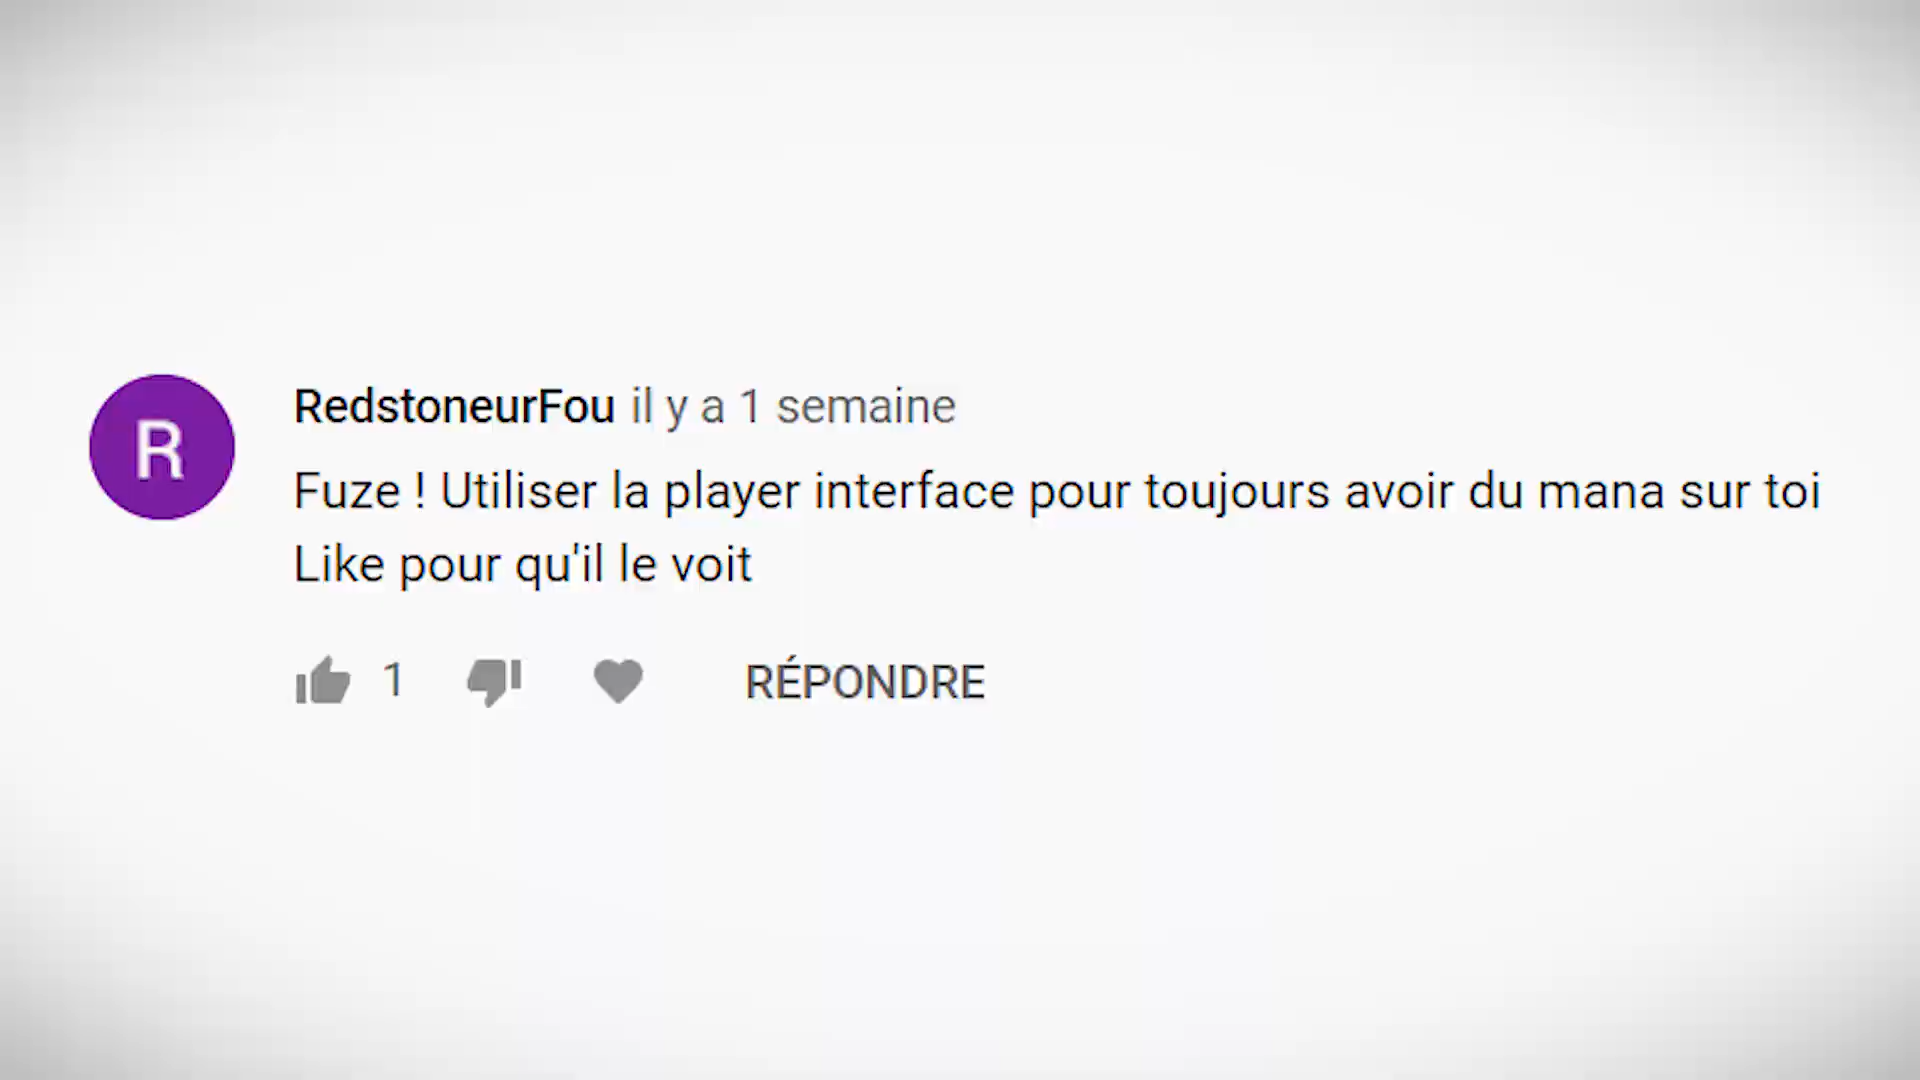 R
RedstoneurFou il y a 1 semaine
Fuze ! Utiliser la player interface pour toujours avoir du mana sur toi
Like pour qu'il le voit
1 RÉPONDRE